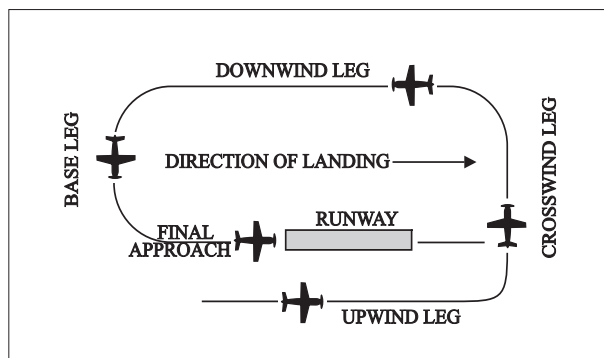 DOWNWIND LEG
BASE LEG
DIRECTION OF LANDING
CROSSWIND LEG
RUNWAY
FINAL
APPROACH
UPWIND LEG